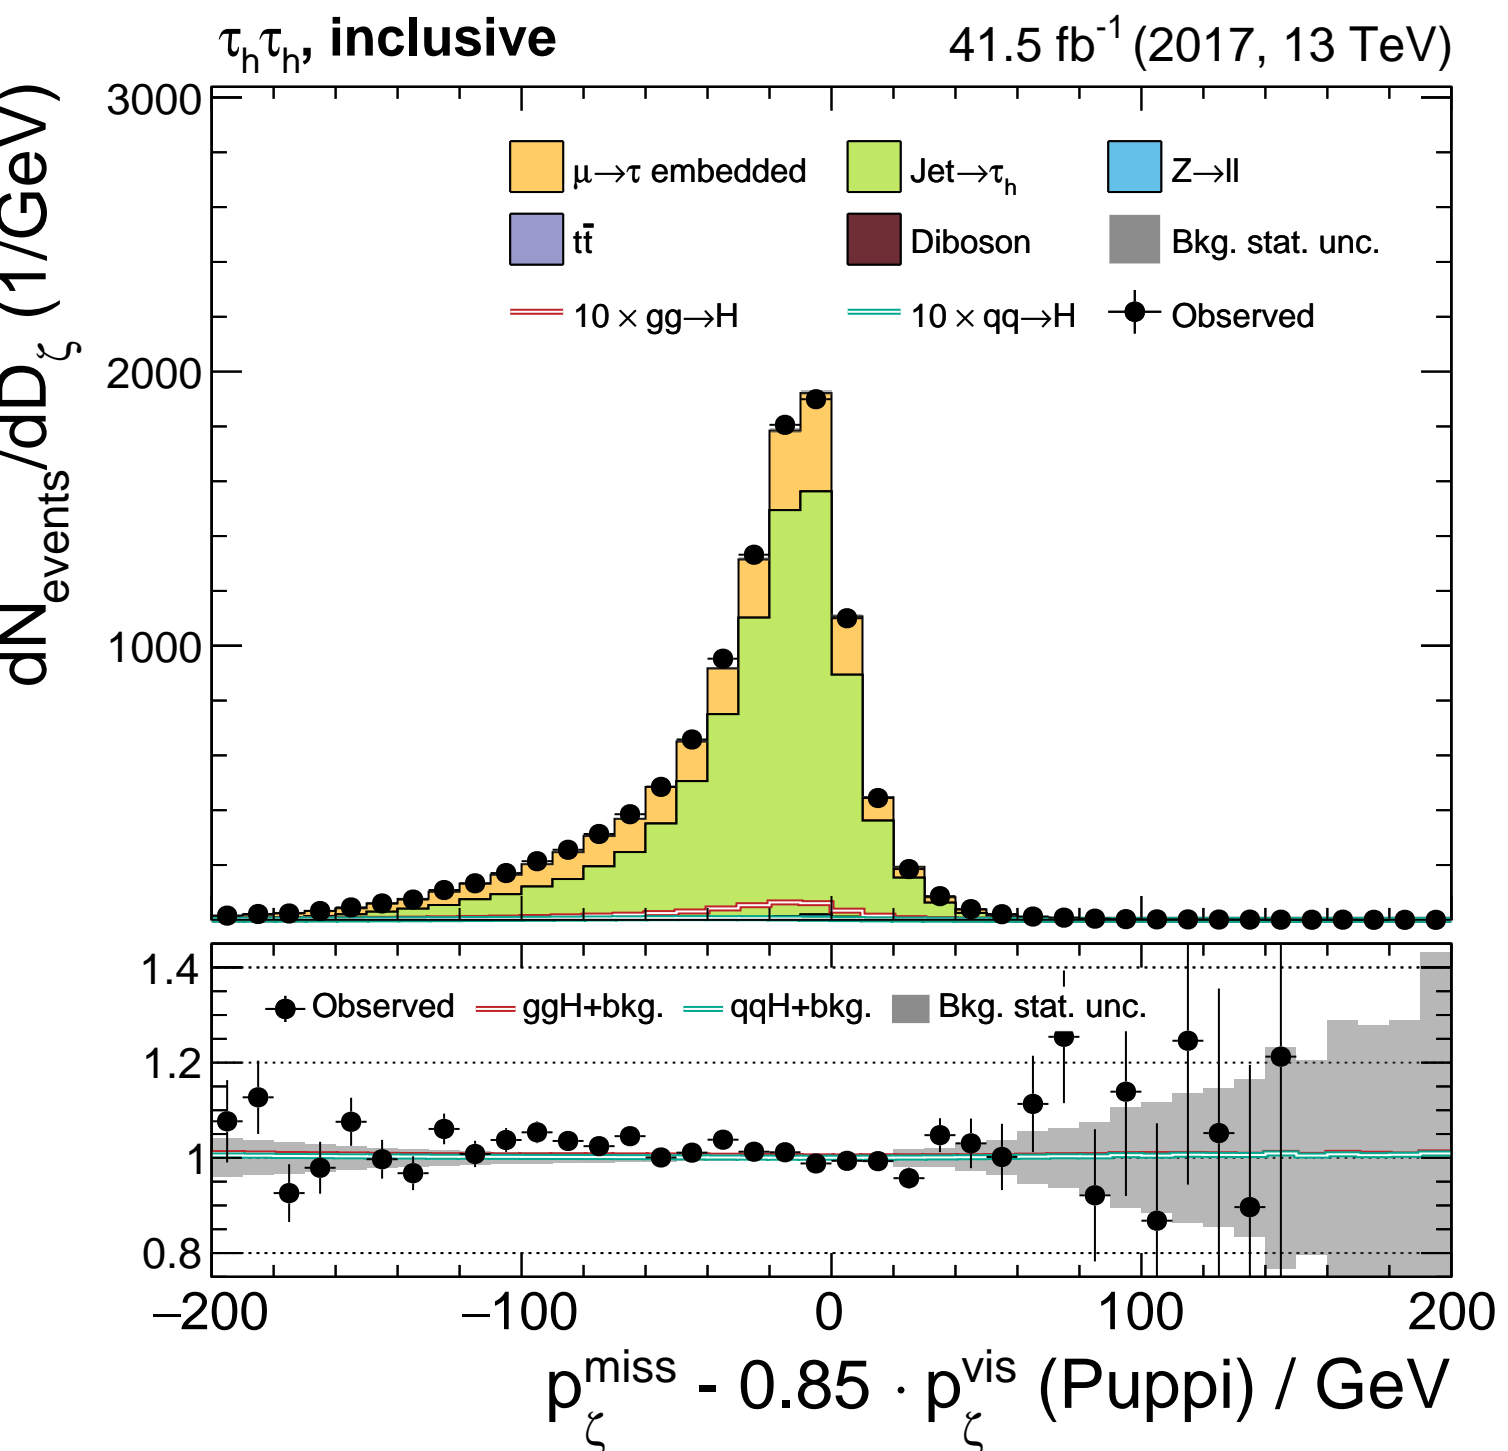 τhτh, inclusive 41.5 fb-1 (2017, 13 TeV)
dNevents/dDζ (1/GeV)
3000
2000
1000
μ→τ embedded Jet→τh Z→ll
tt̄ Diboson Bkg. stat. unc.
10 × gg→H 10 × qq→H Observed
1.4
1.2
1
0.8
Observed ggH+bkg. qqH+bkg. Bkg. stat. unc.
−200 −100 0 100 200
pζmiss - 0.85 · pζvis (Puppi) / GeV